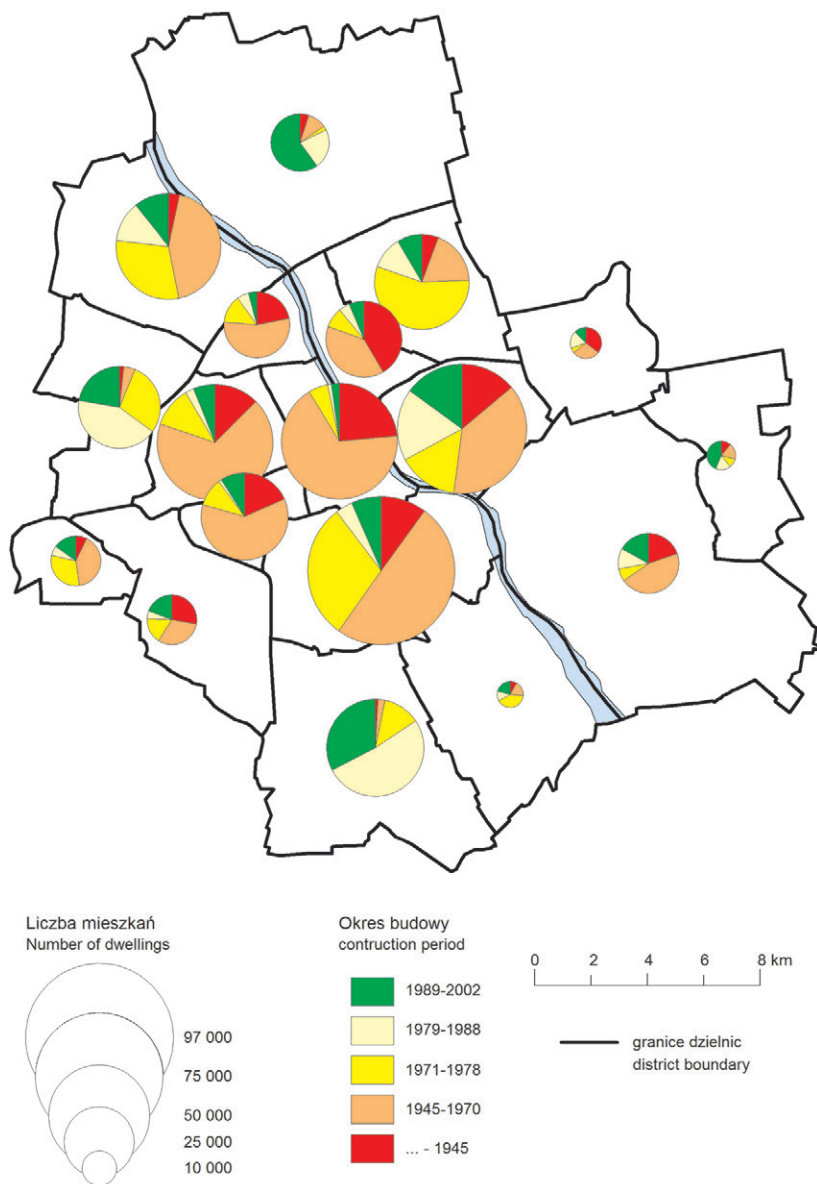 Liczba mieszkań
Number of dwellings
97 000
75 000
50 000
25 000
10 000
Okres budowy
contruction period
1989-2002
1979-1988
1971-1978
1945-1970
... - 1945
0 2 4 6 8 km
granice dzielnic
district boundary